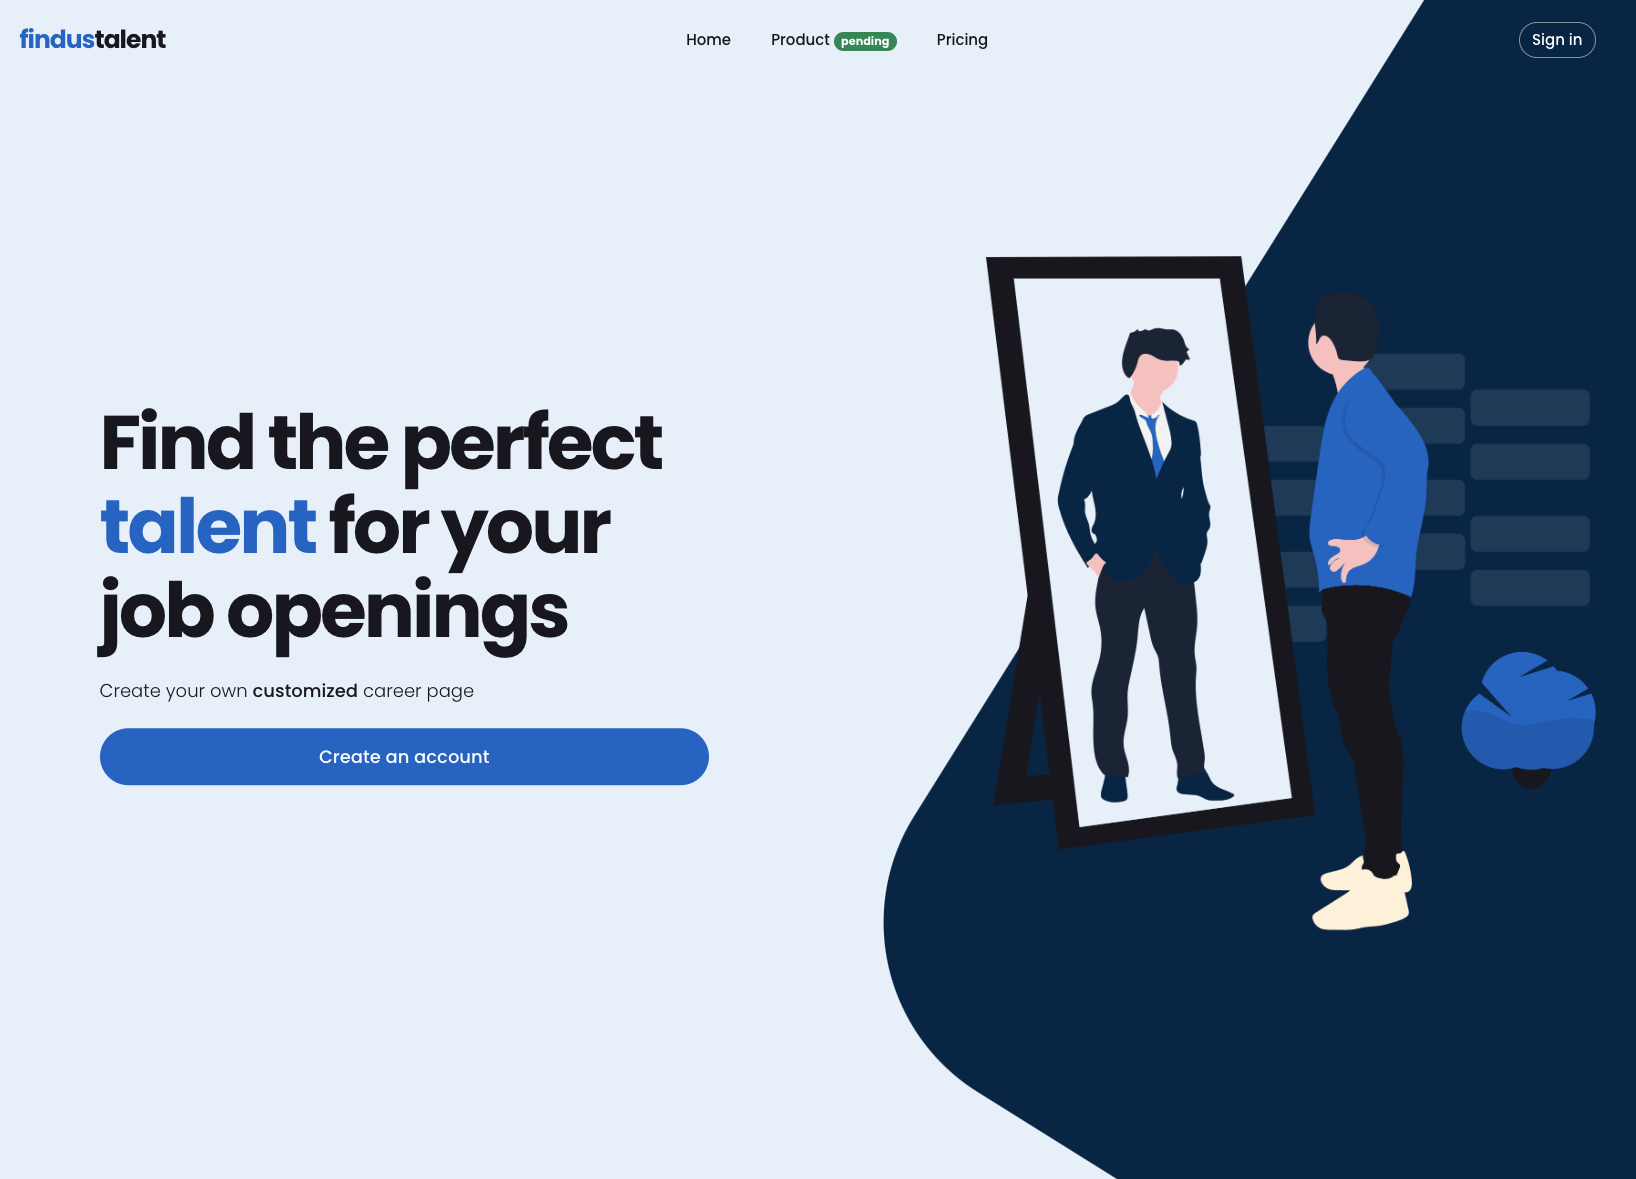 findustalent
Home Product pending Pricing
Sign in
Find the perfect
talent for your
job openings
Create your own customized career page
Create an account